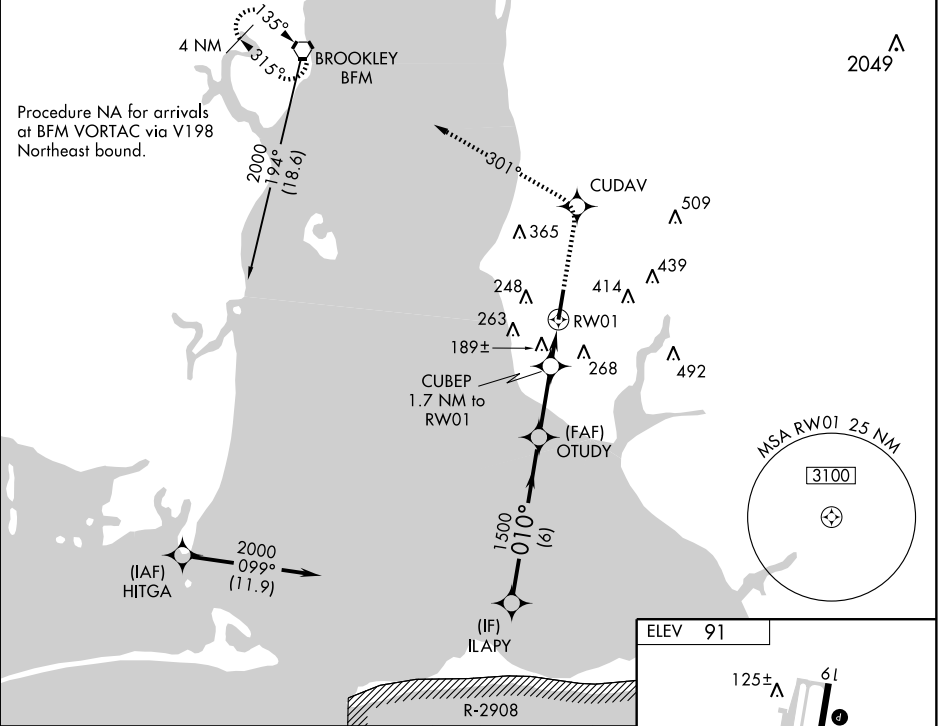 135°
4 NM
315°
BROOKLEY
BFM
2049
Procedure NA for arrivals
at BFM VORTAC via V198
Northeast bound.
2000
194°
(18.6)
301°
CUDAV
509
365
439
248
414
263
RW01
189±
268
492
CUBEP
1.7 NM to
RW01
(FAF)
OTUDY
MSA RW01 25 NM
3100
1500
010°
(6)
2000
099°
(11.9)
(IAF)
HITGA
(IF)
ILAPY
ELEV 91
125±
19
P
R-2908